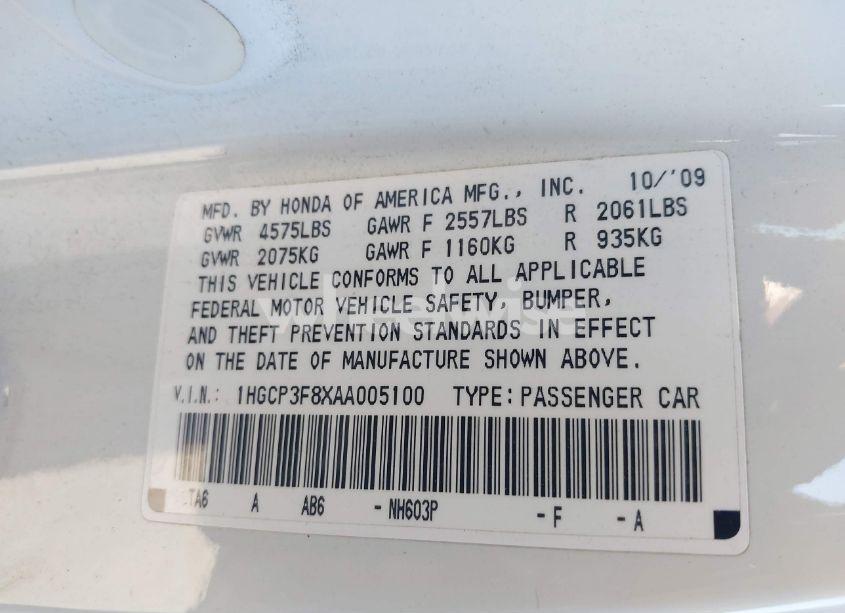 MFD. BY HONDA OF AMERICA MFG., INC. 10/'09
GVWR 4575LBS GAWR F 2557LBS R 2061LBS
GVWR 2075KG GAWR F 1160KG R 935KG
THIS VEHICLE CONFORMS TO ALL APPLICABLE
FEDERAL MOTOR VEHICLE SAFETY, BUMPER,
AND THEFT PREVENTION STANDARDS IN EFFECT
ON THE DATE OF MANUFACTURE SHOWN ABOVE.
V.I.N.: 1HGCP3F8XAA005100 TYPE: PASSENGER CAR
TA6 A AB6 - NH603P - F - A